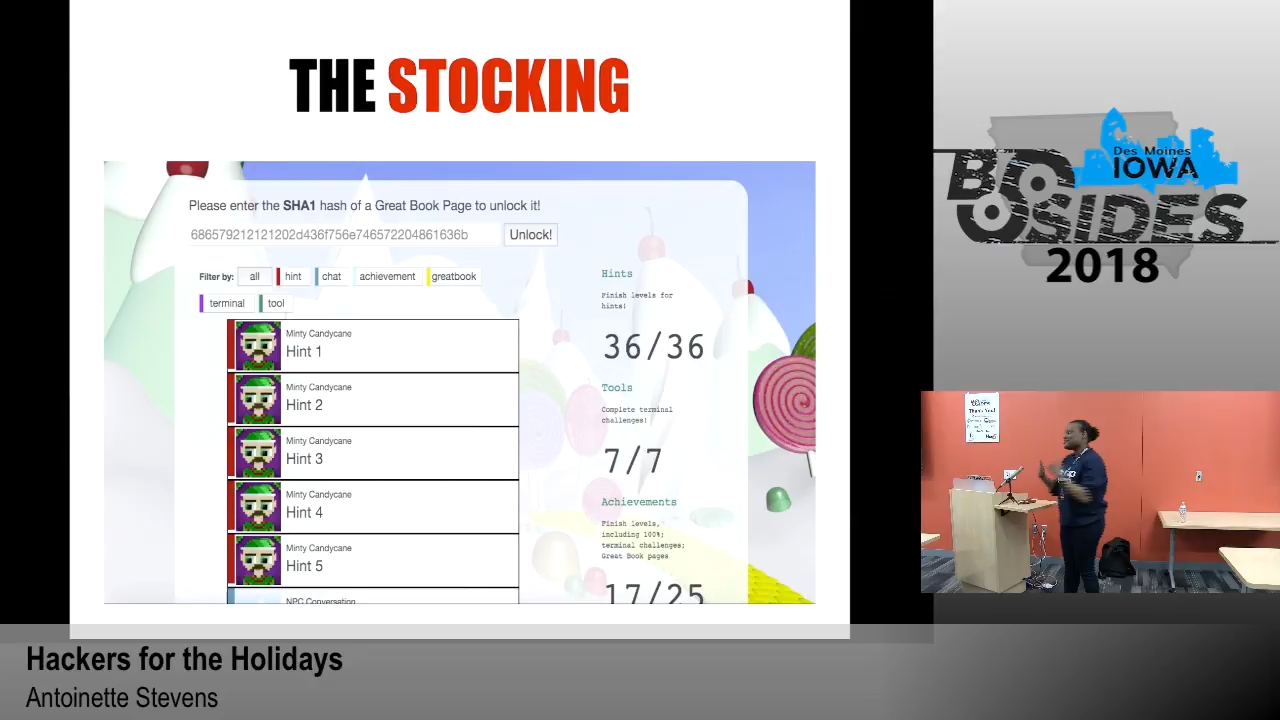 THE STOCKING
Please enter the SHA1 hash of a Great Book Page to unlock it!
686579212121202d436f756e746572204861636b
Unlock!
Filter by:
all
hint
chat
achievement
greatbook
terminal
tool
Minty Candycane
Hint 1
Minty Candycane
Hint 2
Minty Candycane
Hint 3
Minty Candycane
Hint 4
Minty Candycane
Hint 5
NPC Conversation
Hints
Finish levels for
hints!
36/36
Tools
Complete terminal
challenges!
7/7
Achievements
Finish levels,
including 100%;
terminal challenges;
Great Book pages
17/25
Des Moines
IOWA
BSIDES
2018
Thank You!
Hackers for the Holidays
Antoinette Stevens